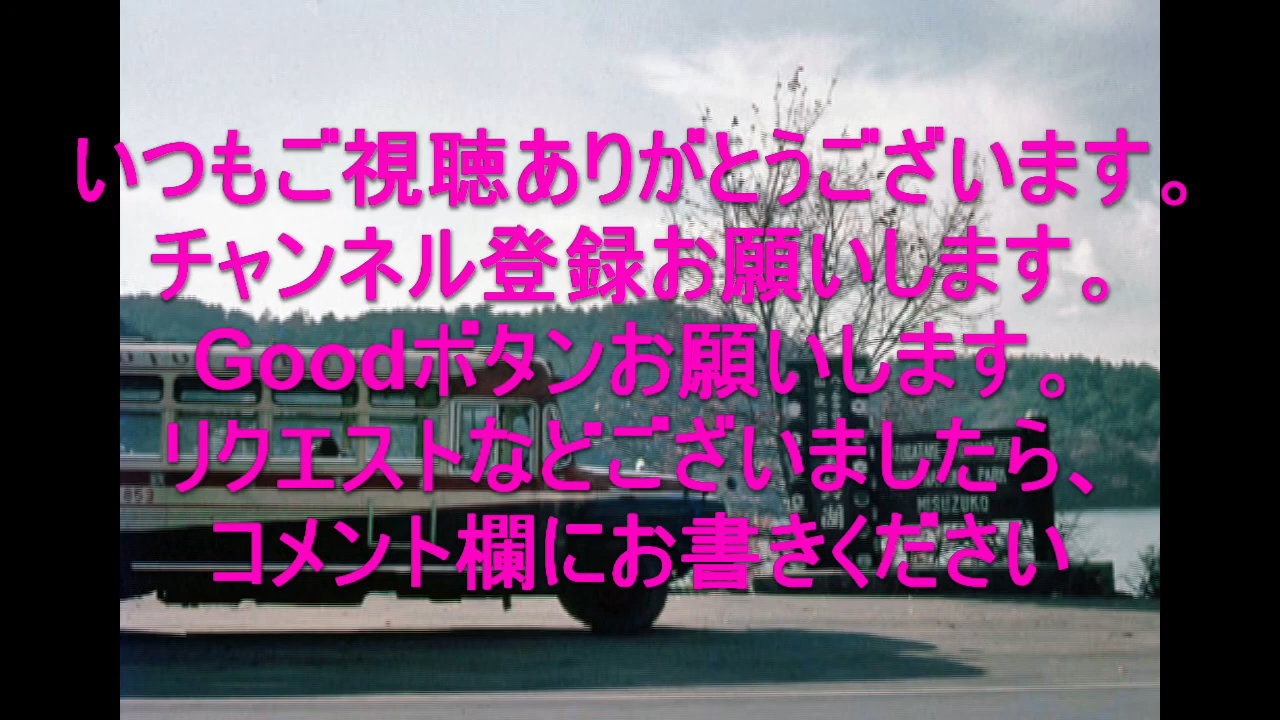 いつもご視聴ありがとうございます。
チャンネル登録お願いします。
Goodボタンお願いします。
リクエストなどございましたら、
コメント欄にお書きください
853
PARK
MISUZUKO